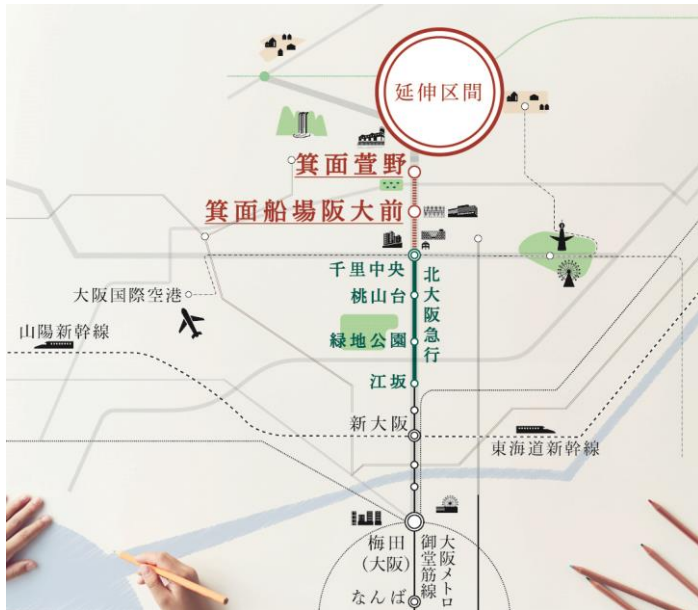 延伸区間
箕面萱野
箕面船場阪大前
千里中央
北大阪急行
桃山台
大阪国際空港
緑地公園
山陽新幹線
江坂
新大阪
東海道新幹線
梅田
(大阪)
大阪メトロ
御堂筋線
なんば